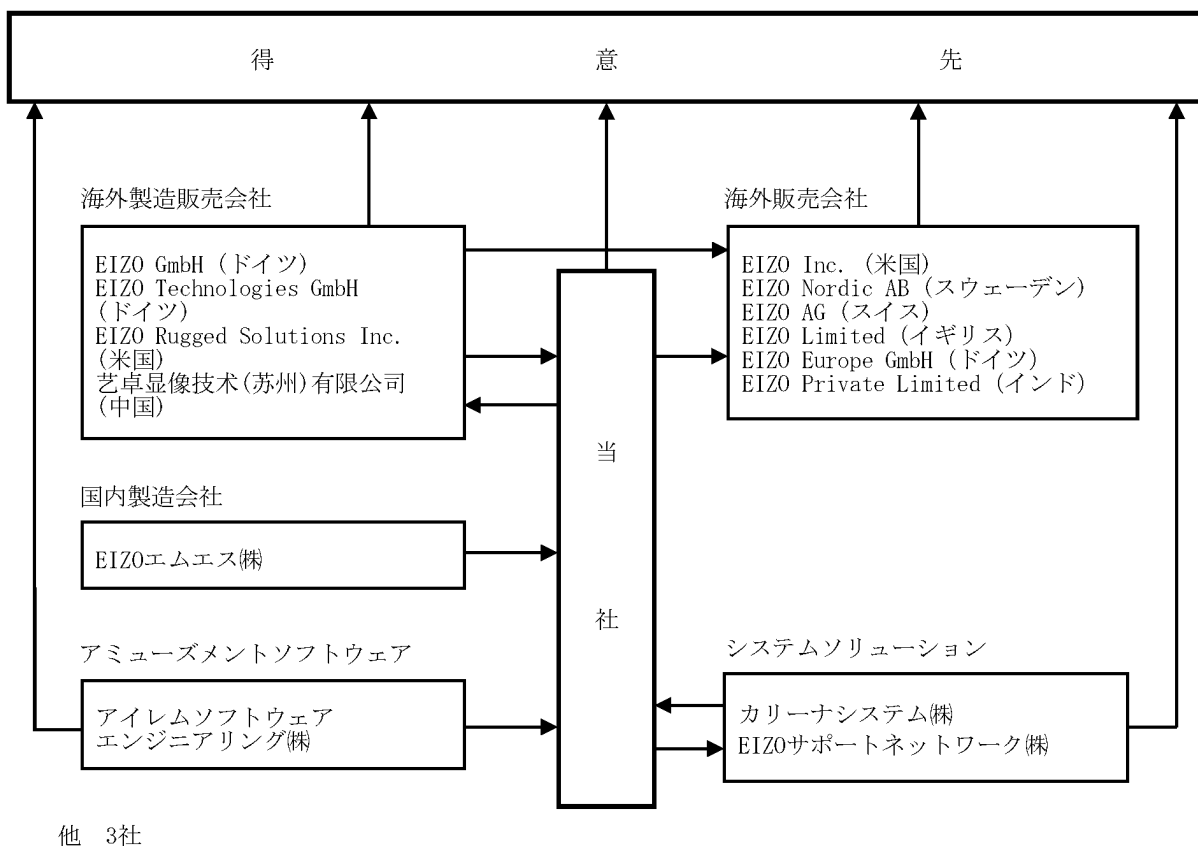 得意先
海外製造販売会社
EIZO GmbH (ドイツ)
EIZO Technologies GmbH
(ドイツ)
EIZO Rugged Solutions Inc.
(米国)
艺卓显像技术(苏州)有限公司
(中国)
海外販売会社
EIZO Inc. (米国)
EIZO Nordic AB (スウェーデン)
EIZO AG (スイス)
EIZO Limited (イギリス)
EIZO Europe GmbH (ドイツ)
EIZO Private Limited (インド)
当社
国内製造会社
EIZOエムエス㈱
アミューズメントソフトウェア
アイレムソフトウェア
エンジニアリング㈱
システムソリューション
カリーナシステム㈱
EIZOサポートネットワーク㈱
他 3社